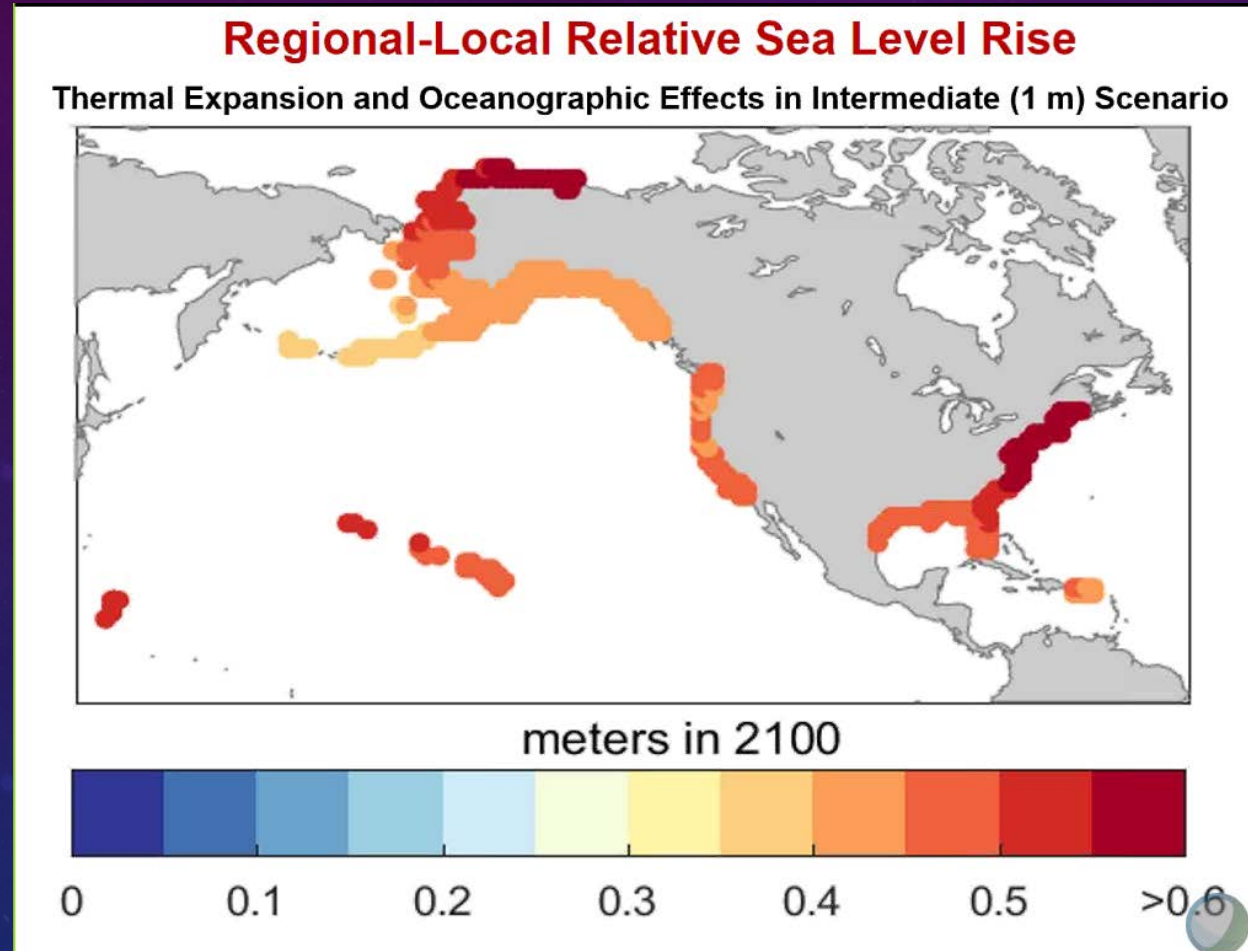 Regional-Local Relative Sea Level Rise
Thermal Expansion and Oceanographic Effects in Intermediate (1 m) Scenario
meters in 2100
0 0.1 0.2 0.3 0.4 0.5 >0.6